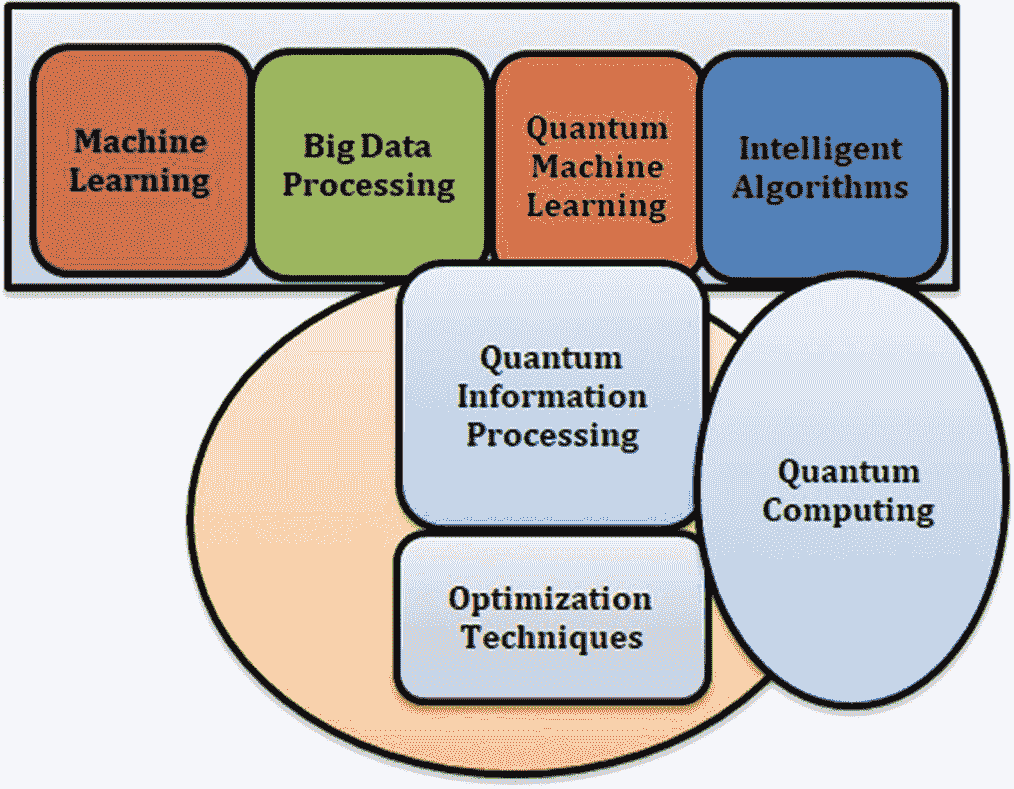 Machine
Learning
Big Data
Processing
Quantum
Machine
Learning
Intelligent
Algorithms
Quantum
Information
Processing
Quantum
Computing
Optimization
Techniques